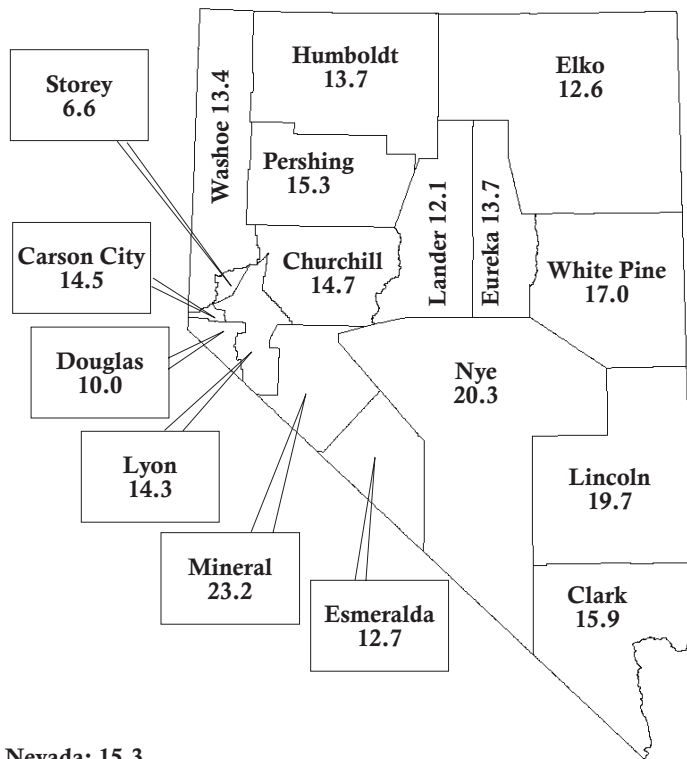 Humboldt
13.7
Elko
12.6
Storey
6.6
Washoe 13.4
Pershing
15.3
Lander 12.1
Eureka 13.7
Carson City
14.5
Churchill
14.7
White Pine
17.0
Douglas
10.0
Nye
20.3
Lyon
14.3
Lincoln
19.7
Mineral
23.2
Esmeralda
12.7
Clark
15.9
Nevada: 15.3